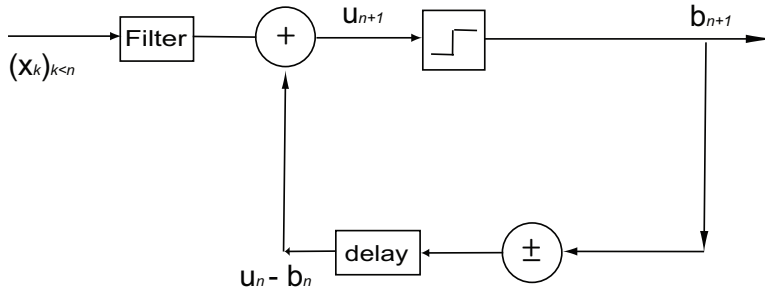 u_{n+1}
b_{n+1}
Filter
+
(x_k)_{k<n}
±
delay
u_n - b_n